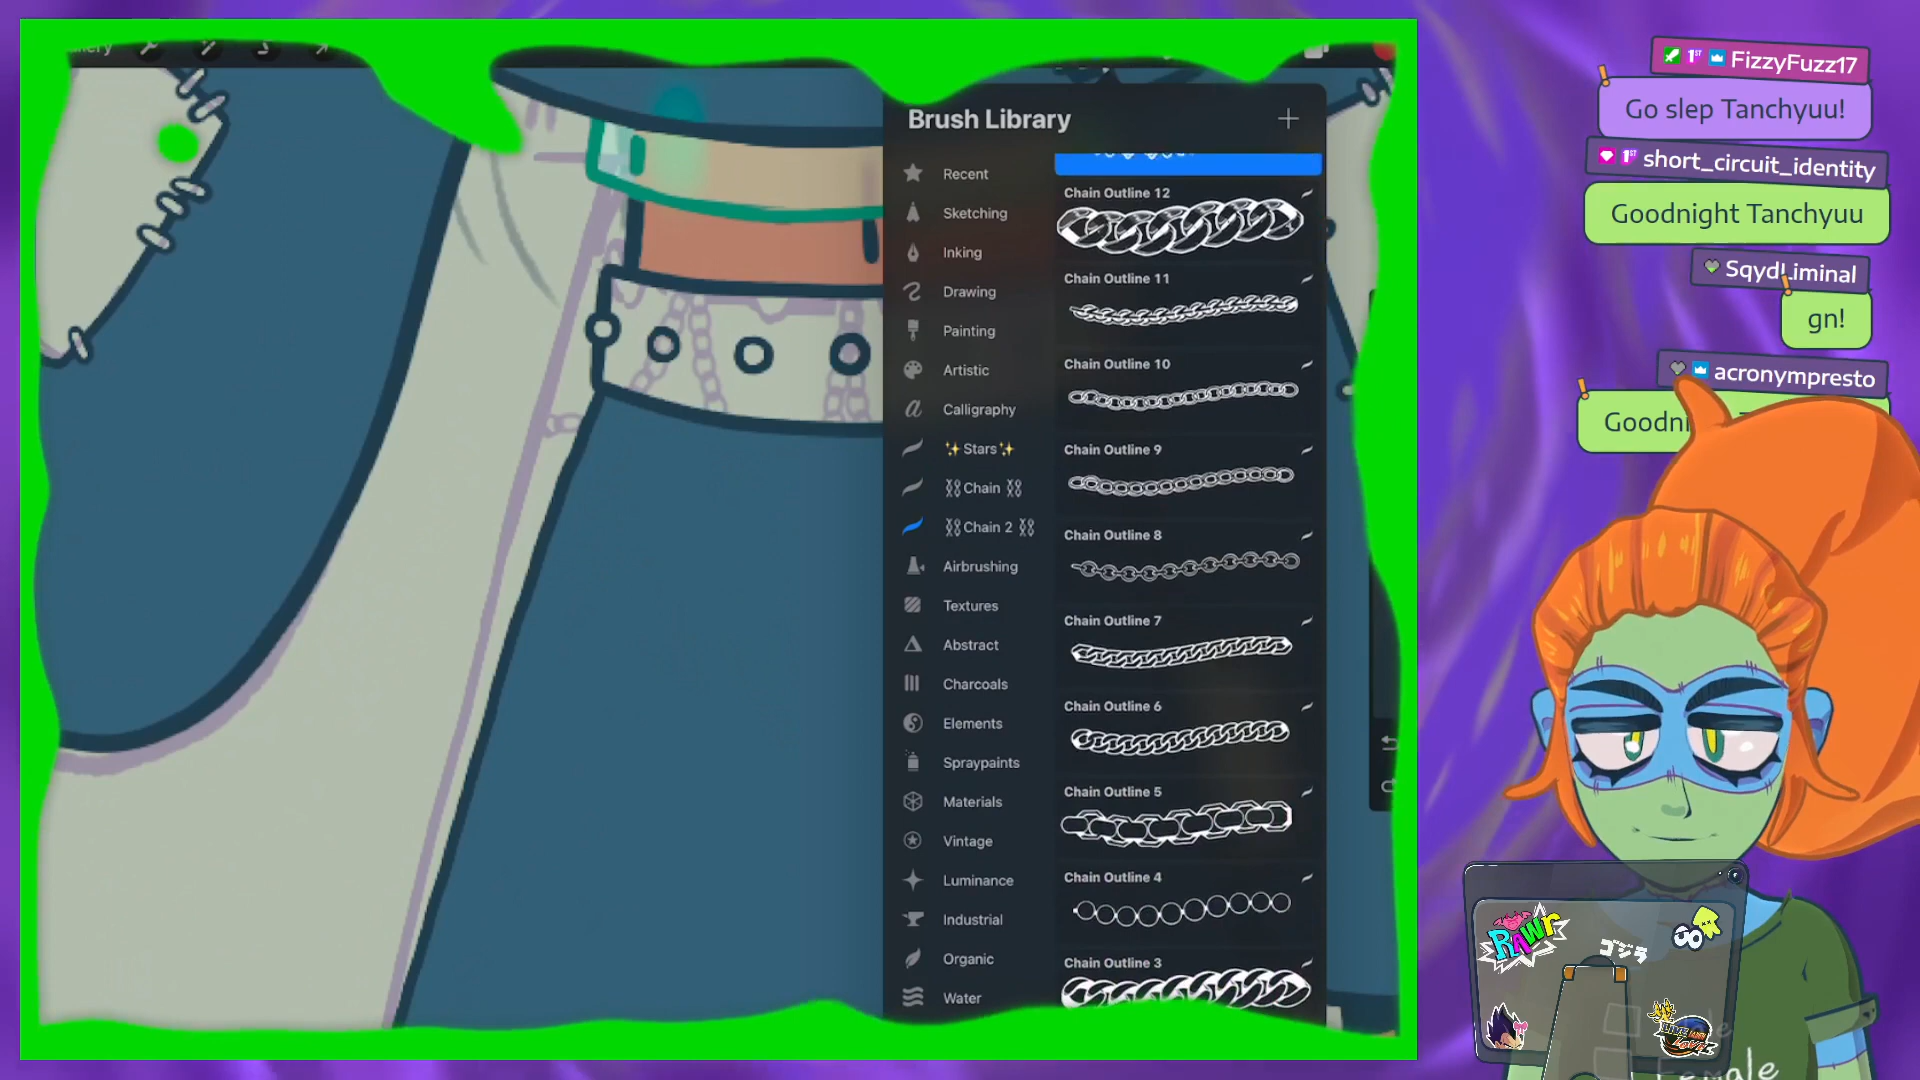 Brush Library
Recent
Sketching
Inking
Drawing
Painting
Artistic
Calligraphy
✨Stars✨
⛓Chain ⛓
⛓Chain 2 ⛓
Airbrushing
Textures
Abstract
Charcoals
Elements
Spraypaints
Materials
Vintage
Luminance
Industrial
Organic
Water
Chain Outline 12
Chain Outline 11
Chain Outline 10
Chain Outline 9
Chain Outline 8
Chain Outline 7
Chain Outline 6
Chain Outline 5
Chain Outline 4
Chain Outline 3
FizzyFuzz17
Go slep Tanchyuu!
short_circuit_identity
Goodnight Tanchyuu
SqydLiminal
gn!
acronympresto
RAWr
ゴジラ